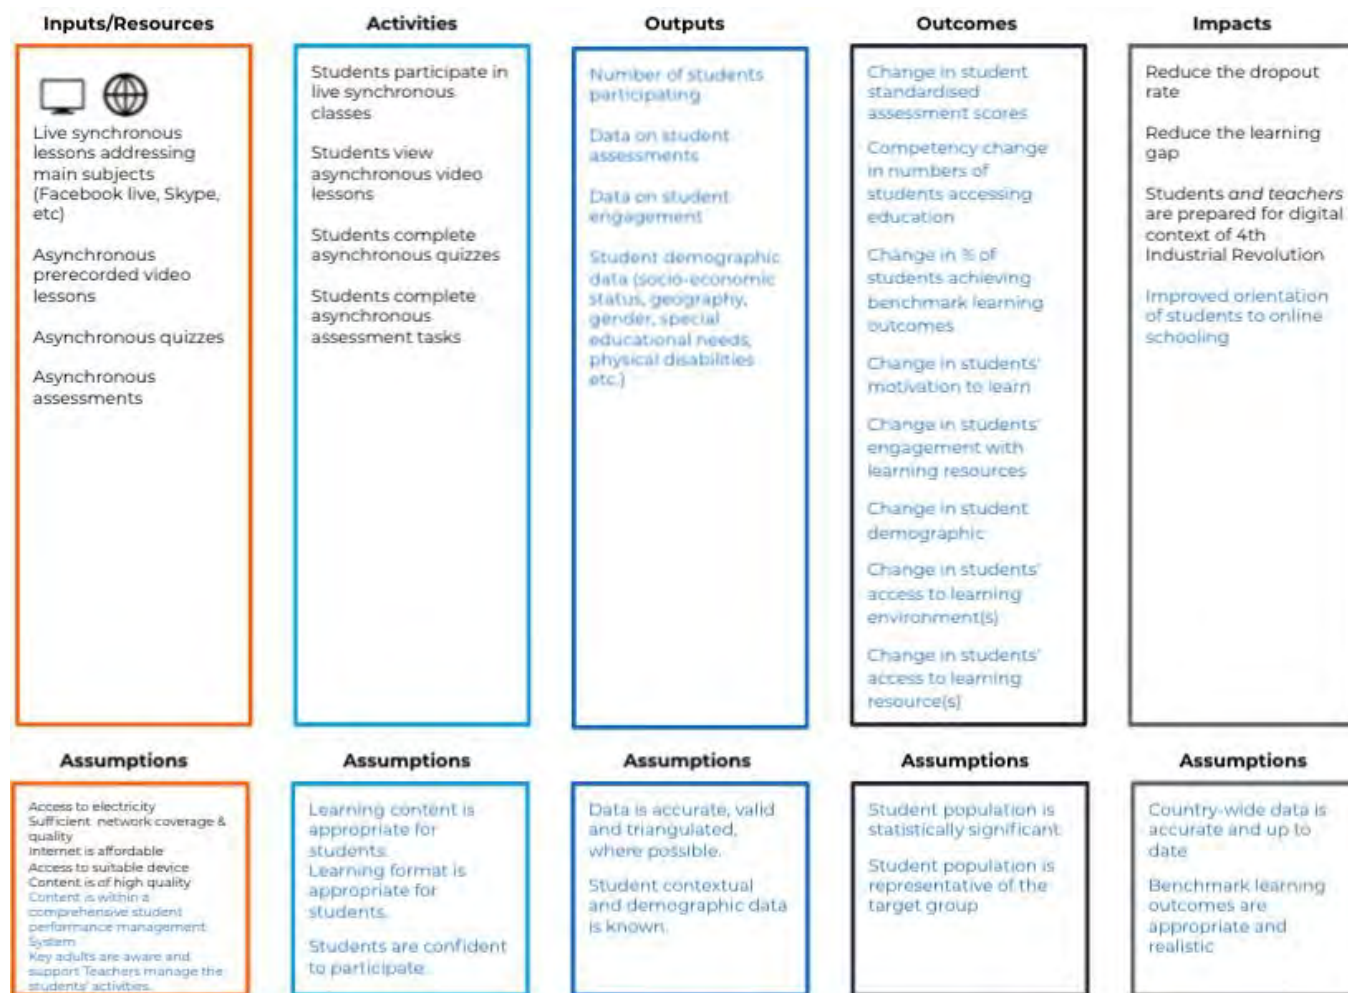 Inputs/Resources
Live synchronous
lessons addressing
main subjects
(Facebook live, Skype,
etc)
Asynchronous
prerecorded video
lessons
Asynchronous quizzes
Asynchronous
assessments
Activities
Students participate in
live synchronous
classes
Students view
asynchronous video
lessons
Students complete
asynchronous quizzes
Students complete
asynchronous
assessment tasks
Outputs
Number of students
participating
Data on student
assessments
Data on student
engagement
Student demographic
data (socio-economic
status, geography,
gender, special
educational needs,
physical disabilities
etc.)
Outcomes
Change in student
standardised
assessment scores
Competency change
in numbers of
students accessing
education
Change in % of
students achieving
benchmark learning
outcomes
Change in students'
motivation to learn
Change in students'
engagement with
learning resources
Change in student
demographic
Change in students'
access to learning
environment(s)
Change in students'
access to learning
resource(s)
Impacts
Reduce the dropout
rate
Reduce the learning
gap
Students and teachers
are prepared for digital
context of 4th
Industrial Revolution
Improved orientation
of students to online
schooling
Assumptions
Access to electricity
Sufficient network coverage &
quality
Internet is affordable
Access to suitable device
Content is of high quality
Content is within a
comprehensive student
performance management
System
Key adults are aware and
support Teachers manage the
students' activities.
Assumptions
Learning content is
appropriate for
students.
Learning format is
appropriate for
students.
Students are confident
to participate.
Assumptions
Data is accurate, valid
and triangulated,
where possible.
Student contextual
and demographic data
is known.
Assumptions
Student population is
statistically significant
Student population is
representative of the
target group
Assumptions
Country-wide data is
accurate and up to
date
Benchmark learning
outcomes are
appropriate and
realistic